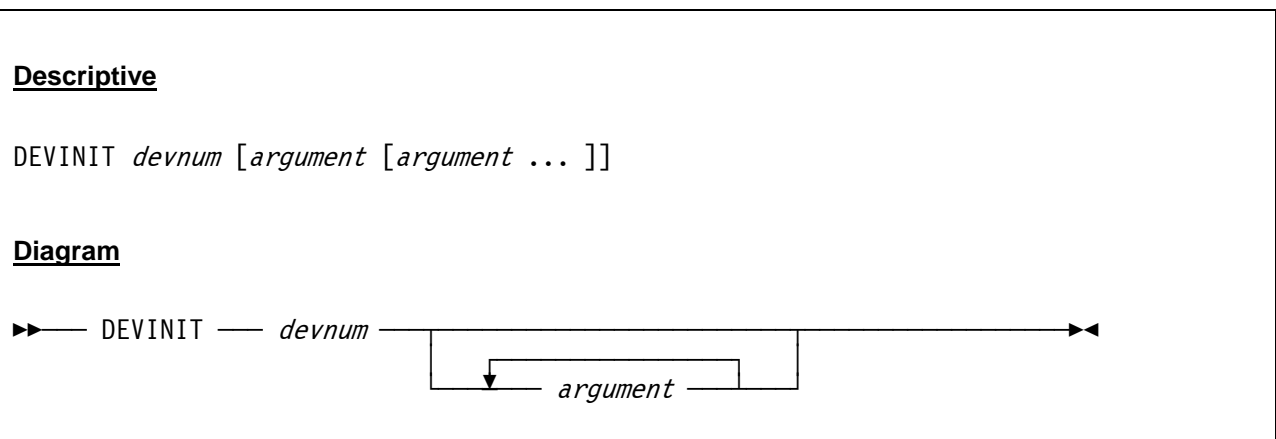 Descriptive
DEVINIT devnum [argument [argument ... ]]
Diagram
DEVINIT devnum
argument